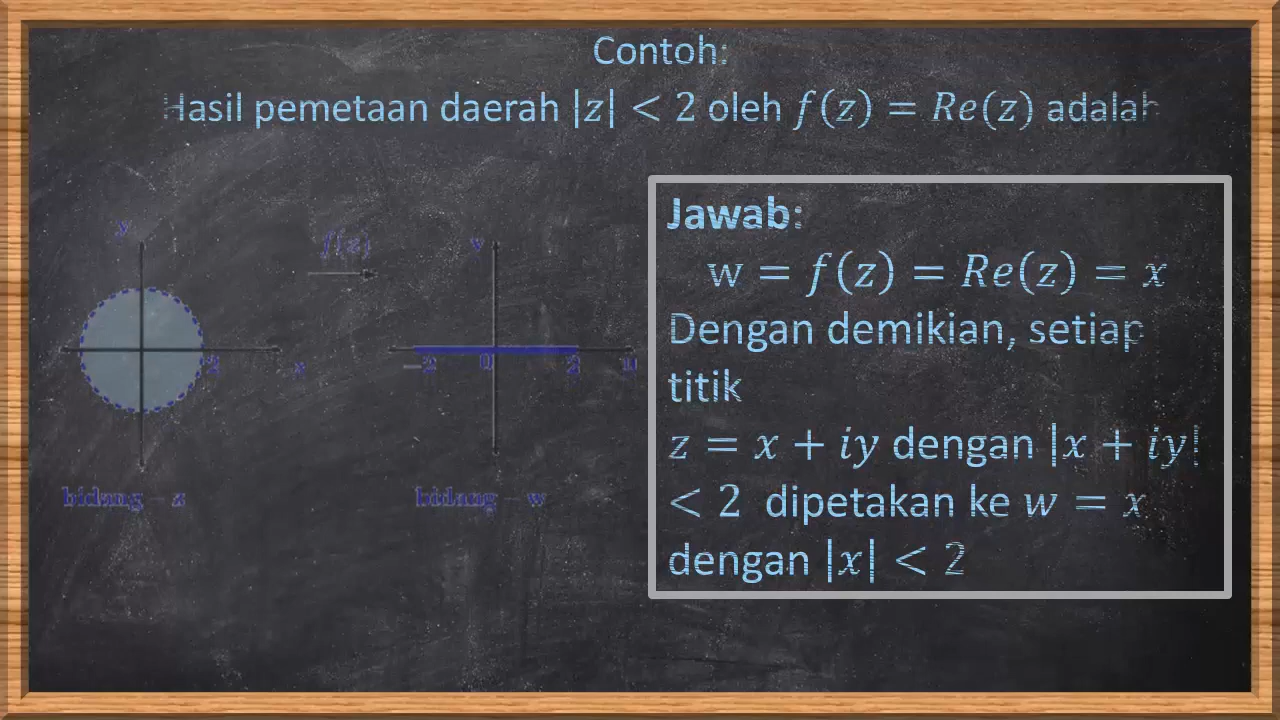 Contoh:
Hasil pemetaan daerah |z| < 2 oleh f(z) = Re(z) adalah
Jawab:
w = f(z) = Re(z) = x
Dengan demikian, setiap
titik
z = x + iy dengan |x + iy|
< 2 dipetakan ke w = x
dengan |x| < 2
y
f(z)
v
2
x
−2
0
2
u
bidang − z
bidang − w